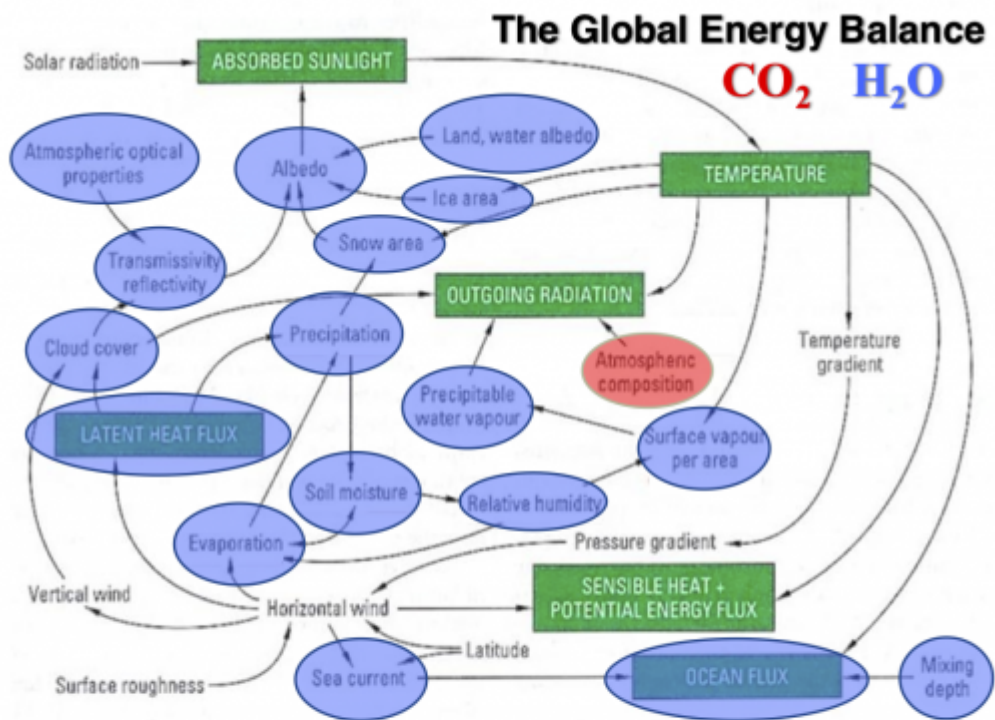 The Global Energy Balance
CO₂ H₂O
Solar radiation
ABSORBED SUNLIGHT
Atmospheric optical
properties
Albedo
Land, water albedo
TEMPERATURE
Ice area
Snow area
Transmissivity
reflectivity
OUTGOING RADIATION
Cloud cover
Precipitation
Atmospheric
composition
Temperature
gradient
Precipitable
water vapour
LATENT HEAT FLUX
Surface vapour
per area
Soil moisture
Relative humidity
Evaporation
Pressure gradient
SENSIBLE HEAT +
POTENTIAL ENERGY FLUX
Vertical wind
Horizontal wind
Latitude
Surface roughness
Sea current
OCEAN FLUX
Mixing
depth